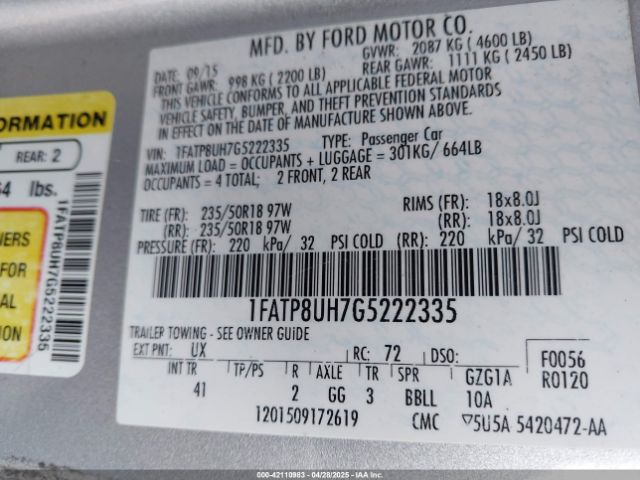 MFD. BY FORD MOTOR CO.
DATE: 09/15 GVWR: 2087 KG (4600 LB)
FRONT GAWR: 998 KG (2200 LB) REAR GAWR: 1111 KG (2450 LB)
THIS VEHICLE CONFORMS TO ALL APPLICABLE FEDERAL MOTOR
VEHICLE SAFETY, BUMPER, AND THEFT PREVENTION STANDARDS
IN EFFECT ON THE DATE OF MANUFACTURE SHOWN ABOVE.
VIN: 1FATP8UH7G5222335 TYPE: Passenger Car
MAXIMUM LOAD = OCCUPANTS + LUGGAGE = 301KG/ 664LB
OCCUPANTS = 4 TOTAL; 2 FRONT, 2 REAR
TIRE (FR): 235/50R18 97W RIMS (FR): 18x8.0J
(RR): 235/50R18 97W (RR): 18x8.0J
PRESSURE (FR): 220 kPa/ 32 PSI COLD (RR): 220 kPa/ 32 PSI COLD
1FATP8UH7G5222335
TRAILER TOWING - SEE OWNER GUIDE
EXT PNT: UX RC: 72 DSO: F0056
INT TR TP/PS R AXLE TR SPR GZG1A R0120
41 2 GG 3 BBLL 10A
1201509172619 CMC ▽5U5A 5420472-AA
ORMATION
REAR: 2
64 lbs.
1FATP8UH7G5222335
NERS
FOR
AL
ION
000-42110983 04/28/2025 IAA